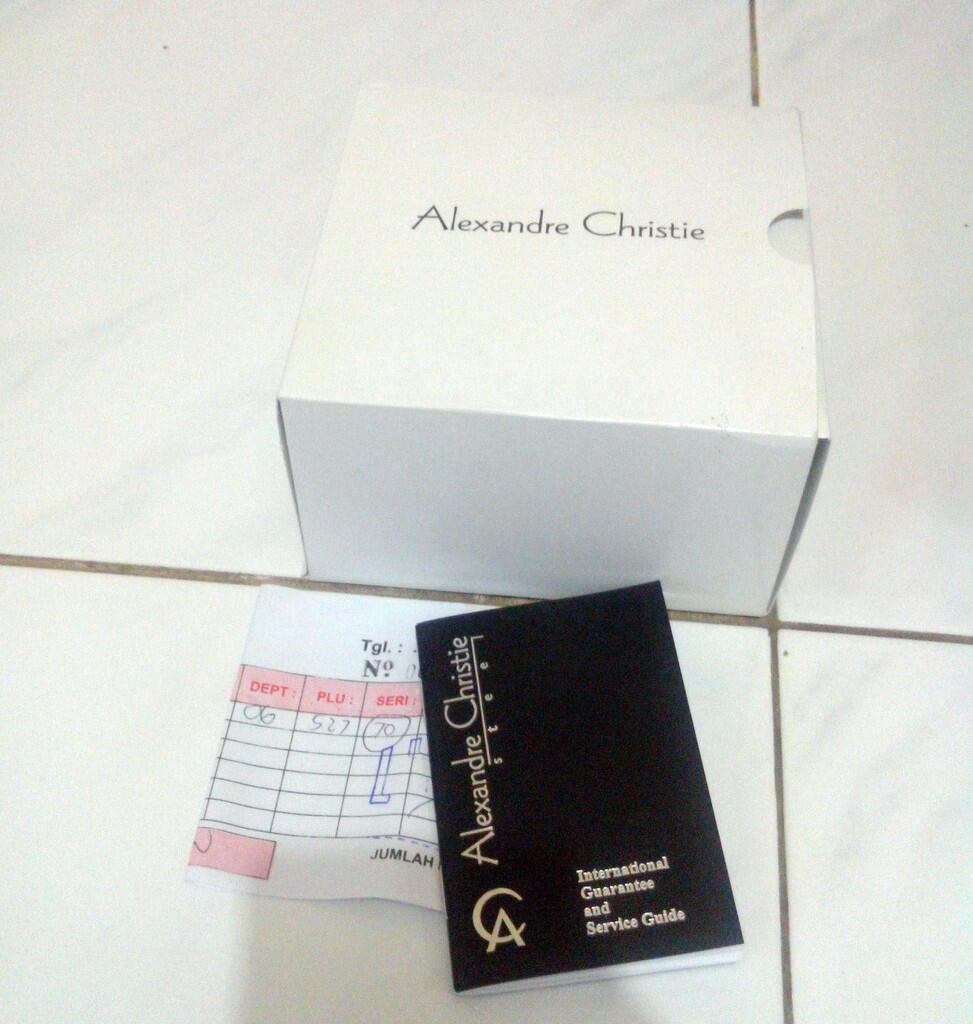 Alexandre Christie
Tgl. :
Nº
DEPT : PLU : SERI :
06 527 70
JUMLAH
Alexandre Christie
steel
International
Guarantee
and
Service Guide